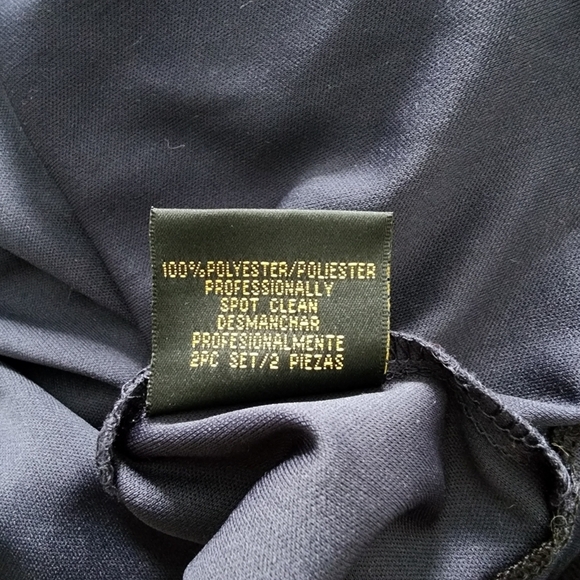 100%POLYESTER/POLIESTER
PROFESSIONALLY
SPOT CLEAN
DESMANCHAR
PROFESIONALMENTE
2PC SET/2 PIEZAS